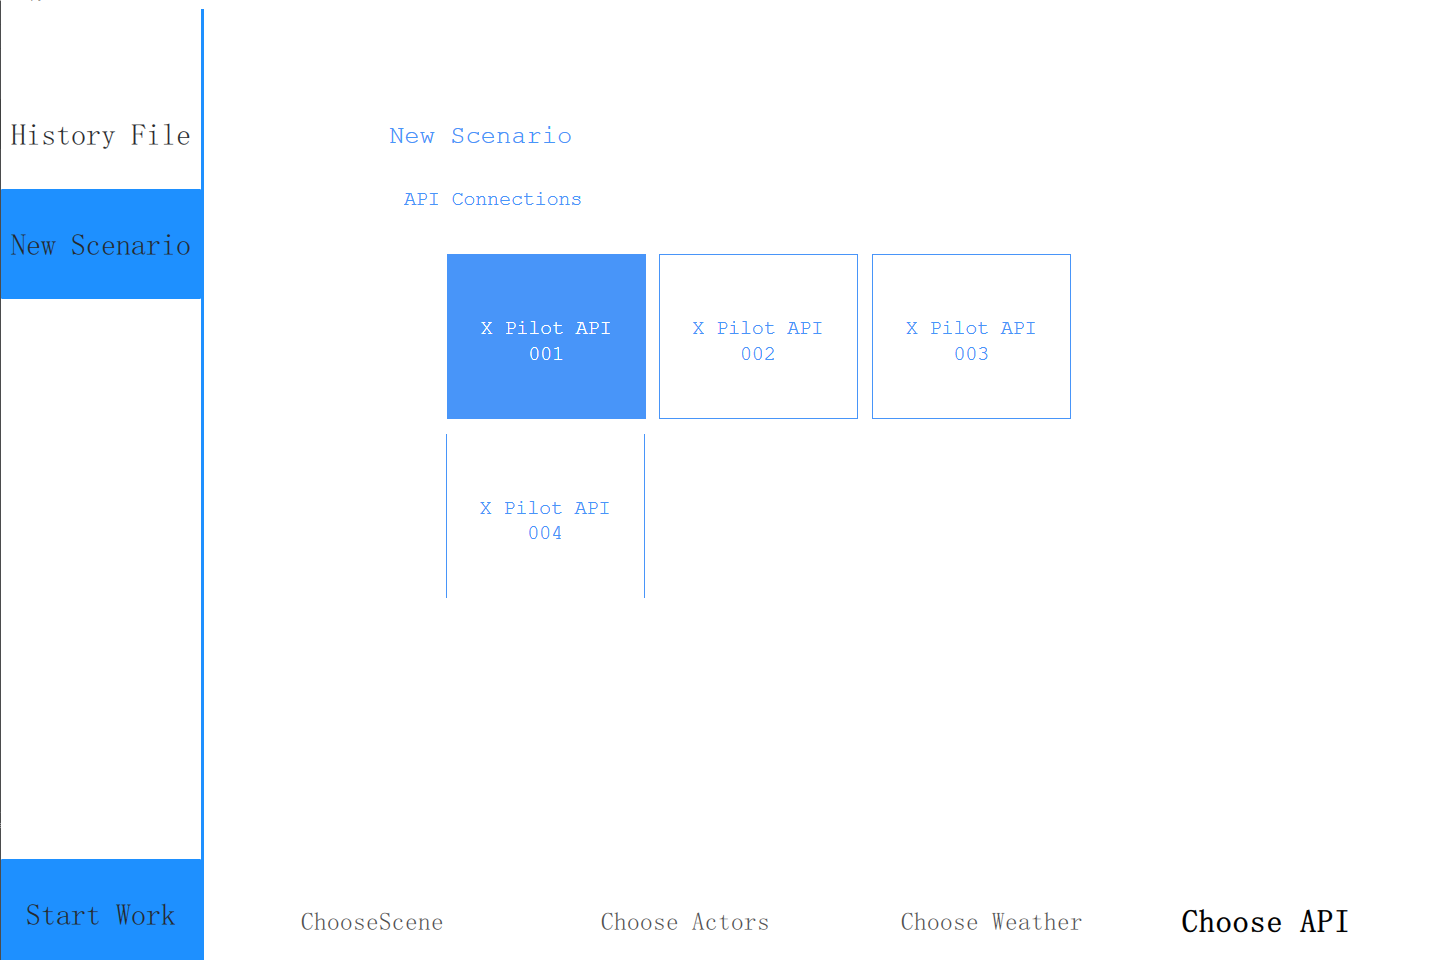 History File
New Scenario
Start Work
New Scenario
API Connections
X Pilot API
001
X Pilot API
002
X Pilot API
003
X Pilot API
004
ChooseScene
Choose Actors
Choose Weather
Choose API